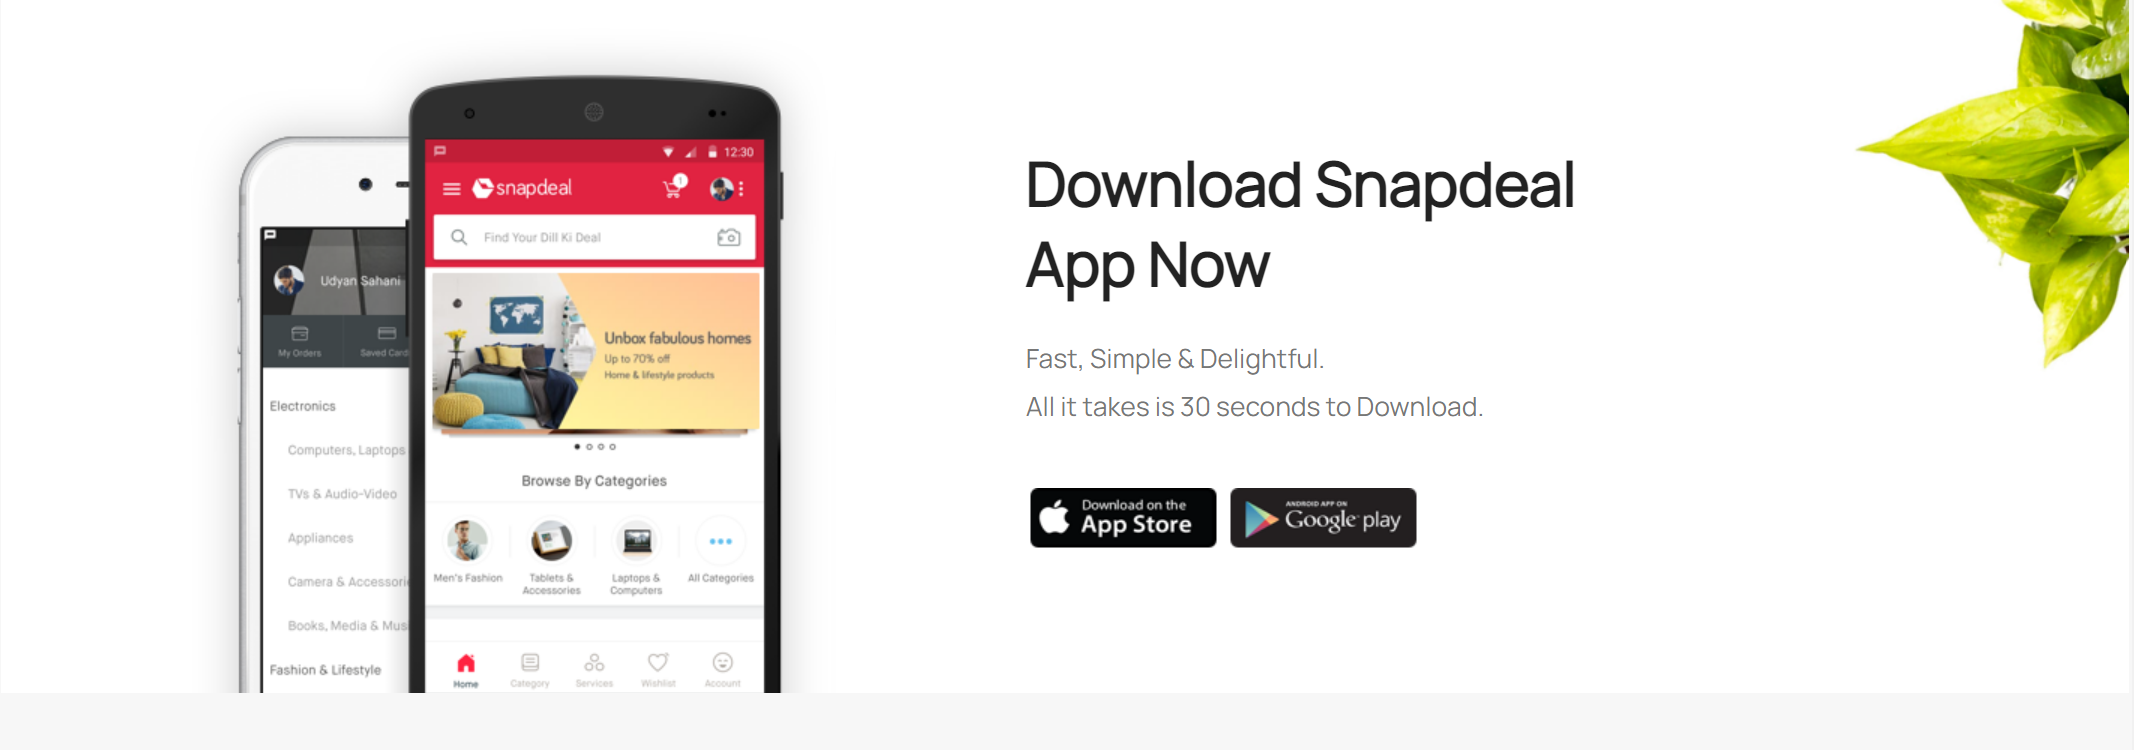 Download Snapdeal
App Now
Fast, Simple & Delightful.
All it takes is 30 seconds to Download.
Download on the
App Store
ANDROID APP ON
Google play
12:30
snapdeal
1
Find Your Dill Ki Deal
Unbox fabulous homes
Up to 70% off
Home & lifestyle products
Browse By Categories
Men's Fashion
Tablets &
Accessories
Laptops &
Computers
All Categories
Home
Category
Services
Wishlist
Account
Udyan Sahani
My Orders
Saved Card
Electronics
Computers, Laptops
TVs & Audio-Video
Appliances
Camera & Accessori
Books, Media & Mus
Fashion & Lifestyle